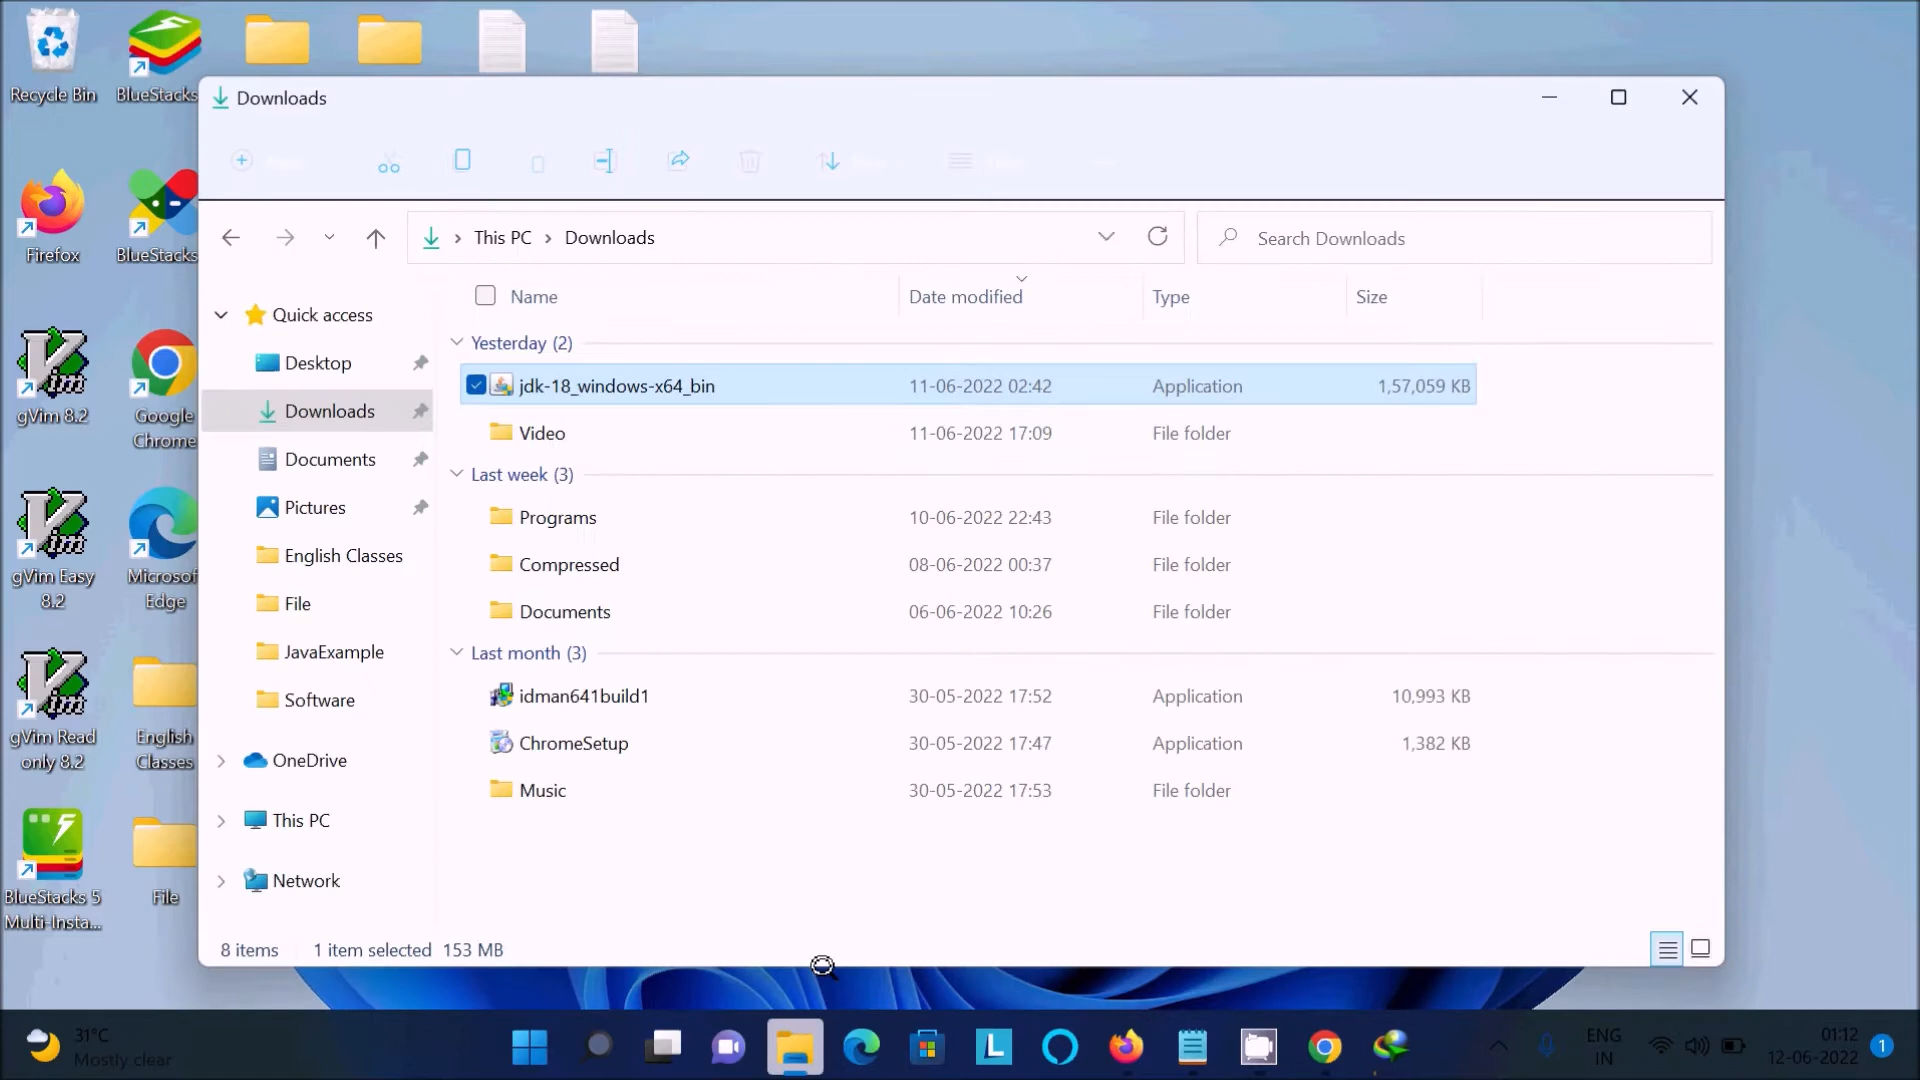 Recycle Bin
BlueStacks
Downloads
This PC
Downloads
Search Downloads
Name
Date modified
Type
Size
Firefox
BlueStacks
Quick access
Desktop
Downloads
Documents
Pictures
English Classes
File
JavaExample
Software
OneDrive
This PC
Network
Yesterday (2)
jdk-18_windows-x64_bin 11-06-2022 02:42 Application 1,57,059 KB
Video 11-06-2022 17:09 File folder
Last week (3)
Programs 10-06-2022 22:43 File folder
Compressed 08-06-2022 00:37 File folder
Documents 06-06-2022 10:26 File folder
Last month (3)
idman641build1 30-05-2022 17:52 Application 10,993 KB
ChromeSetup 30-05-2022 17:47 Application 1,382 KB
Music 30-05-2022 17:53 File folder
gVim 8.2
Google
Chrome
gVim Easy
8.2
Microsof
Edge
gVim Read
only 8.2
English
Classes
BlueStacks 5
Multi-Insta...
File
8 items 1 item selected 153 MB
31°C
Mostly clear
L
ENG
IN
01:12
12-06-2022
1